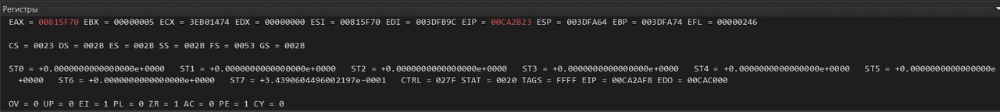 Регистры
EAX = 00815F70 EBX = 00000005 ECX = 3EB01474 EDX = 00000000 ESI = 00815F70 EDI = 003DFB9C EIP = 00CA2B23 ESP = 003DFA64 EBP = 003DFA74 EFL = 00000246
CS = 0023 DS = 002B ES = 002B SS = 002B FS = 0053 GS = 002B
ST0 = +0.0000000000000000e+0000 ST1 = +0.0000000000000000e+0000 ST2 = +0.0000000000000000e+0000 ST3 = +0.0000000000000000e+0000 ST4 = +0.0000000000000000e+0000 ST5 = +0.0000000000000000e
+0000 ST6 = +0.0000000000000000e+0000 ST7 = +3.4390604496002197e-0001 CTRL = 027F STAT = 0020 TAGS = FFFF EIP = 00CA2AF8 EDO = 00CAC000
OV = 0 UP = 0 EI = 1 PL = 0 ZR = 1 AC = 0 PE = 1 CY = 0